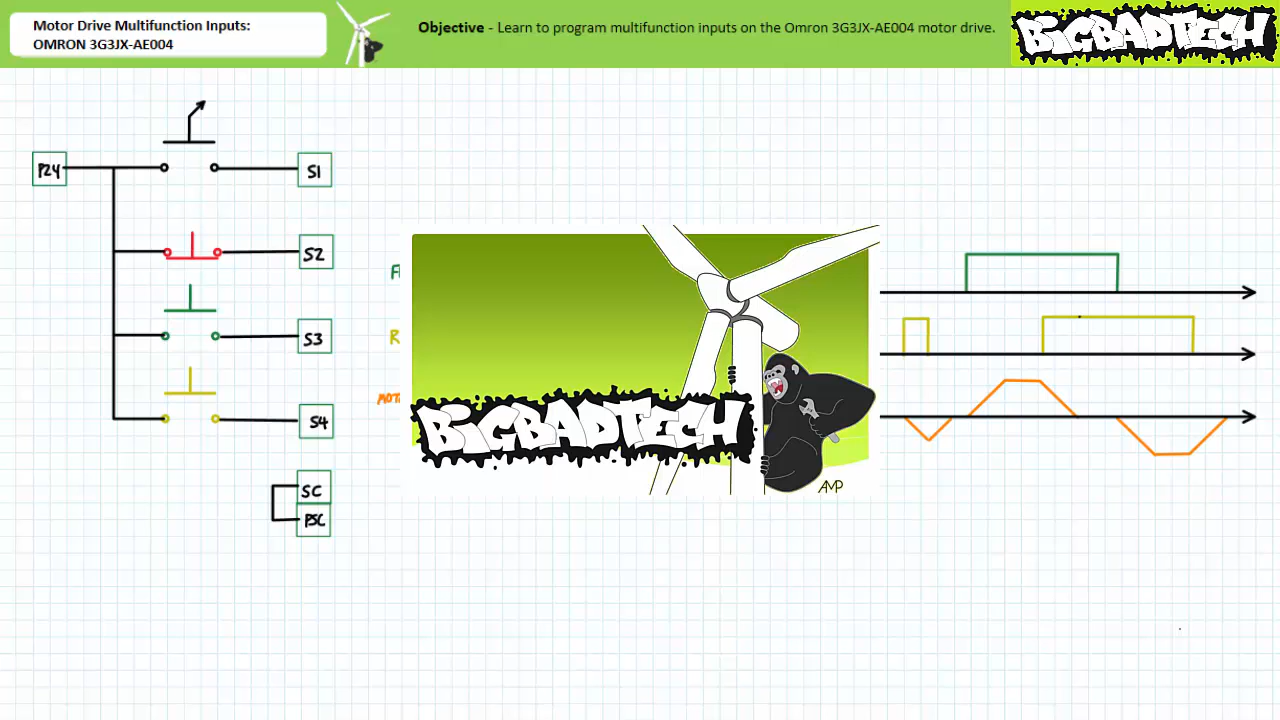 Motor Drive Multifunction Inputs:
OMRON 3G3JX-AE004
Objective - Learn to program multifunction inputs on the Omron 3G3JX-AE004 motor drive.
BIGBADTECH
P24
S1
S2
S3
S4
SC
PSC
BIGBADTECH
AMP